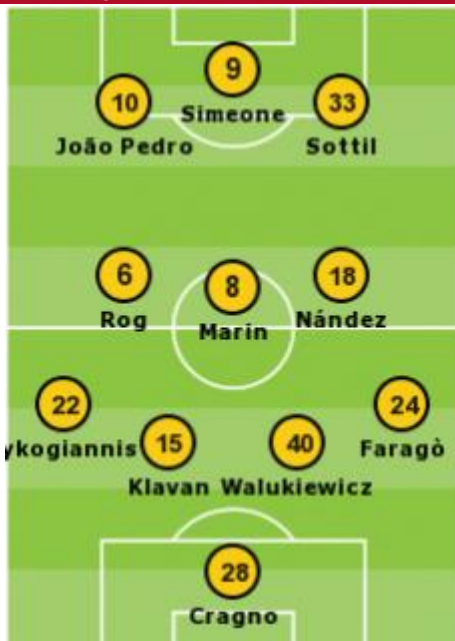 9
Simeone
10
33
João Pedro
Sottil
6
8
18
Rog
Marin
Nández
22
24
ykogiannis
15
40
Faragò
Klavan
Walukiewicz
28
Cragno